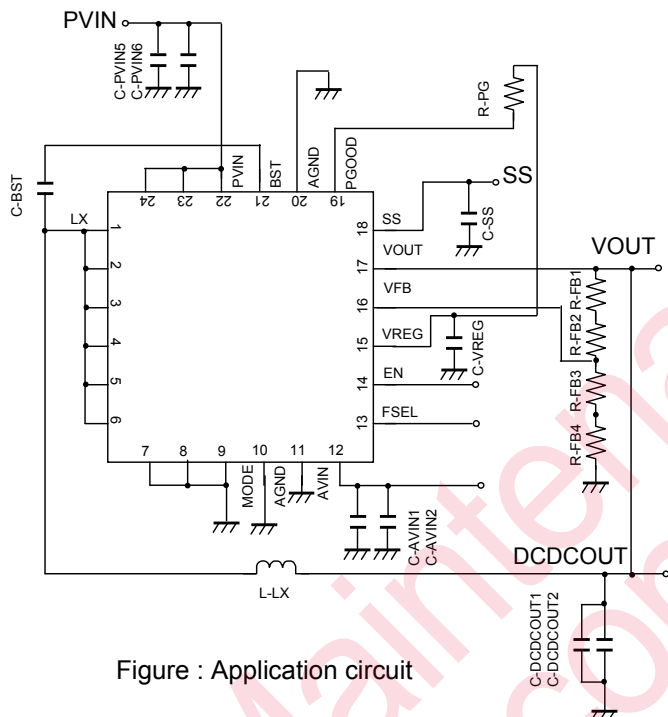 PVIN
C-PVIN5
C-PVIN6
R-PG
C-BST
PVIN
BST
AGND
PGOOD
24
23
22
21
20
19
LX
1
2
3
4
5
6
SS
18
SS
C-SS
VOUT
17
VOUT
VFB
16
R-FB1
R-FB2
R-FB3
R-FB4
VREG
15
C-VREG
EN
14
FSEL
13
7
8
9
10
11
12
MODE
AGND
AVIN
C-AVIN1
C-AVIN2
DCDCOUT
L-LX
C-DCDCOUT1
C-DCDCOUT2
Figure : Application circuit